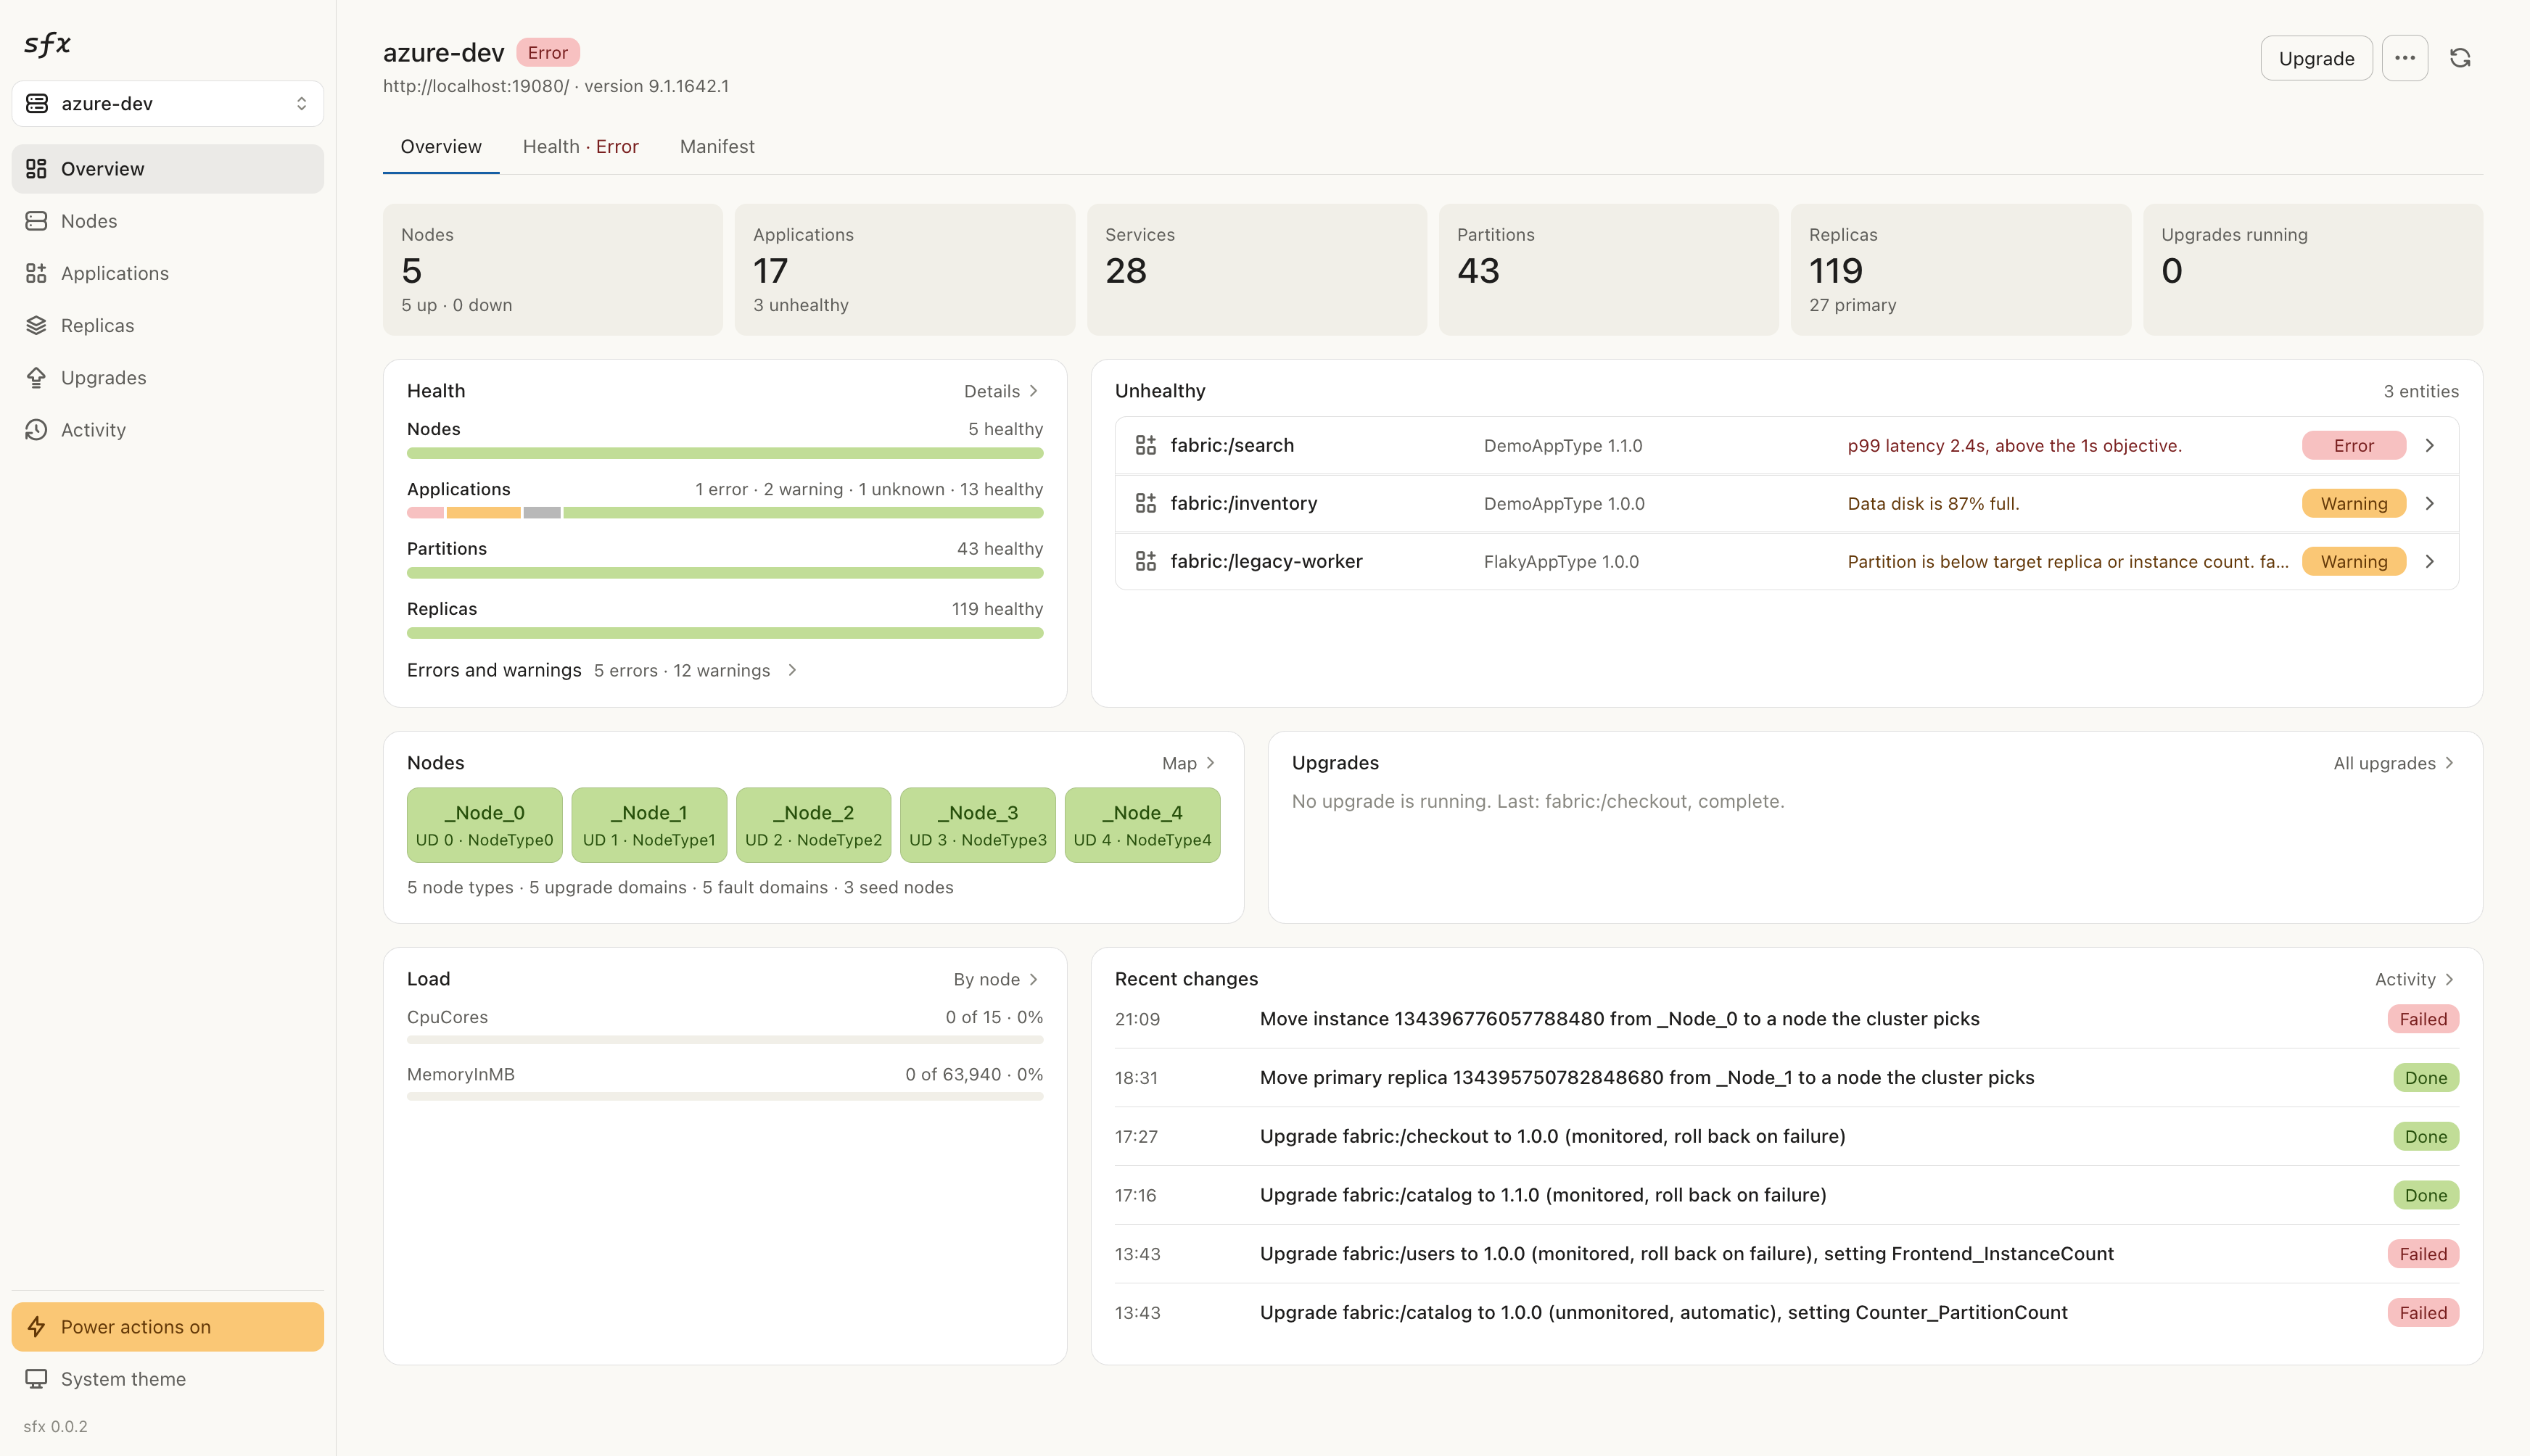 sfx
azure-dev
Overview
Nodes
Applications
Replicas
Upgrades
Activity
Power actions on
System theme
sfx 0.0.2
azure-dev Error
http://localhost:19080/ · version 9.1.1642.1
Upgrade
Overview Health · Error Manifest
Nodes
5
5 up · 0 down
Applications
17
3 unhealthy
Services
28
Partitions
43
Replicas
119
27 primary
Upgrades running
0
Health Details
Nodes 5 healthy
Applications 1 error · 2 warning · 1 unknown · 13 healthy
Partitions 43 healthy
Replicas 119 healthy
Errors and warnings 5 errors · 12 warnings
Unhealthy 3 entities
fabric:/search DemoAppType 1.1.0 p99 latency 2.4s, above the 1s objective. Error
fabric:/inventory DemoAppType 1.0.0 Data disk is 87% full. Warning
fabric:/legacy-worker FlakyAppType 1.0.0 Partition is below target replica or instance count. fa... Warning
Nodes Map
_Node_0
UD 0 · NodeType0
_Node_1
UD 1 · NodeType1
_Node_2
UD 2 · NodeType2
_Node_3
UD 3 · NodeType3
_Node_4
UD 4 · NodeType4
5 node types · 5 upgrade domains · 5 fault domains · 3 seed nodes
Upgrades All upgrades
No upgrade is running. Last: fabric:/checkout, complete.
Load By node
CpuCores 0 of 15 · 0%
MemoryInMB 0 of 63,940 · 0%
Recent changes Activity
21:09 Move instance 134396776057788480 from _Node_0 to a node the cluster picks Failed
18:31 Move primary replica 134395750782848680 from _Node_1 to a node the cluster picks Done
17:27 Upgrade fabric:/checkout to 1.0.0 (monitored, roll back on failure) Done
17:16 Upgrade fabric:/catalog to 1.1.0 (monitored, roll back on failure) Done
13:43 Upgrade fabric:/users to 1.0.0 (monitored, roll back on failure), setting Frontend_InstanceCount Failed
13:43 Upgrade fabric:/catalog to 1.0.0 (unmonitored, automatic), setting Counter_PartitionCount Failed